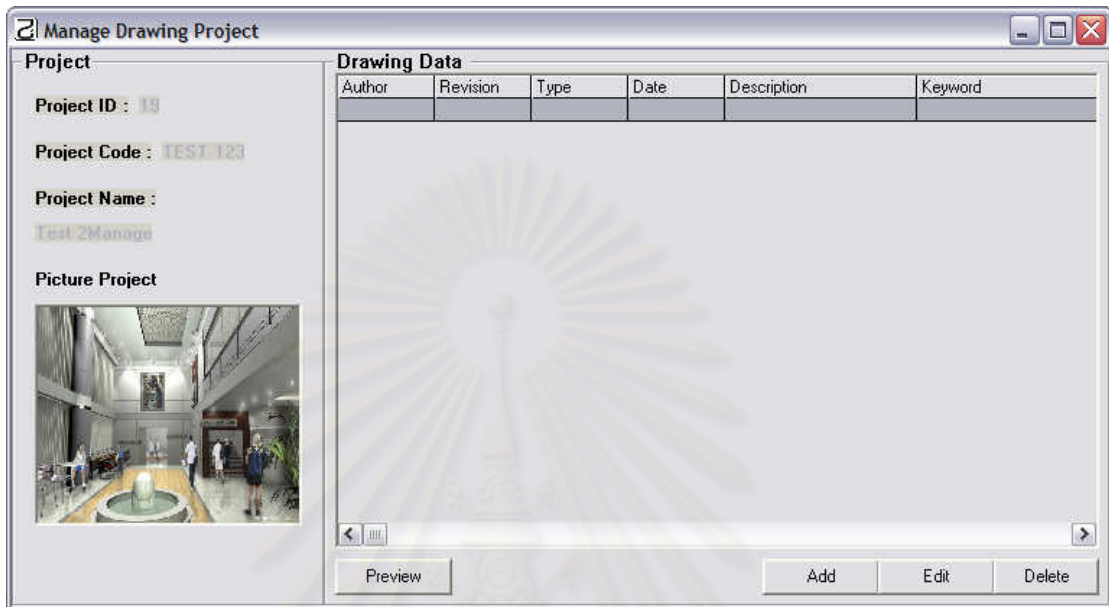 Manage Drawing Project
Project
Project ID : 19
Project Code : TEST 123
Project Name :
Test 2Manage
Picture Project
Drawing Data
Author Revision Type Date Description Keyword
Preview Add Edit Delete